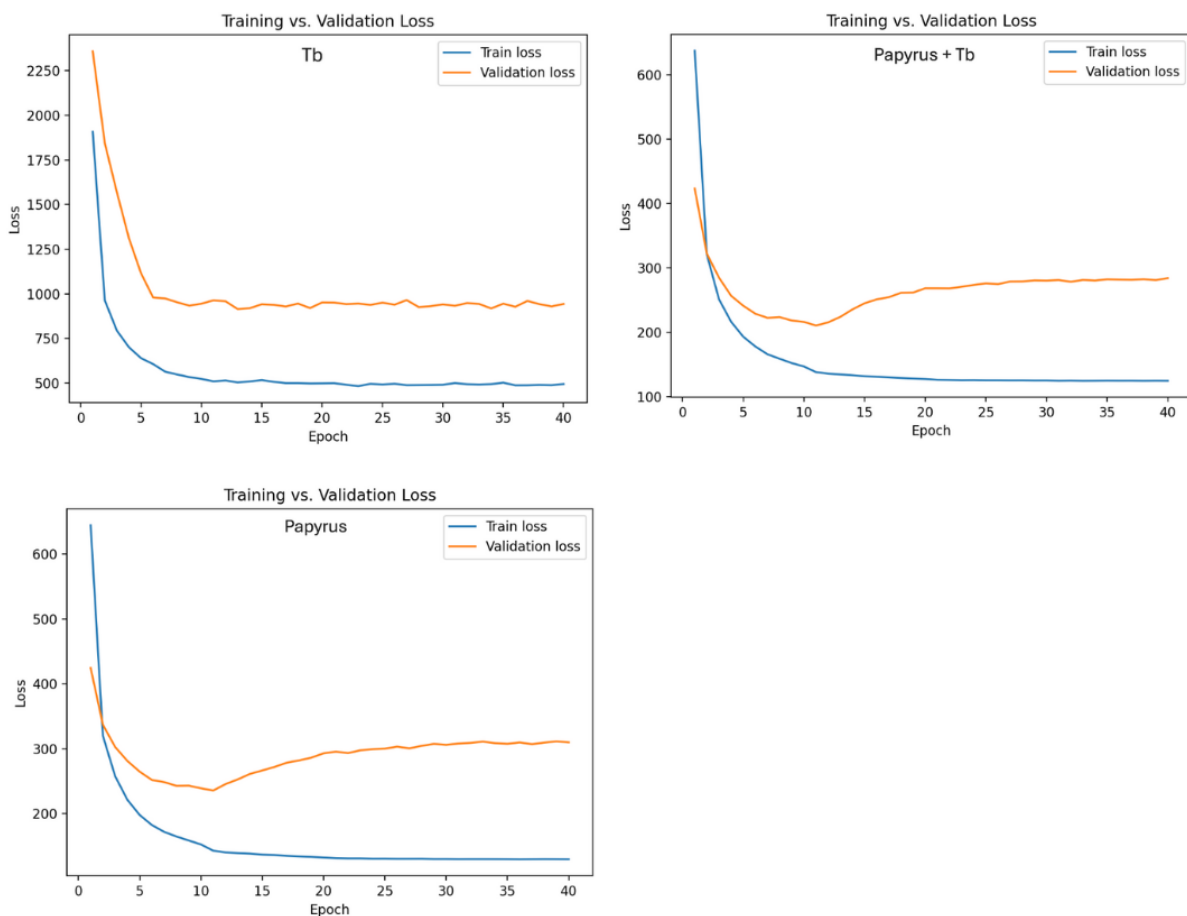 Training vs. Validation Loss
Tb
Train loss
Validation loss
2250
2000
1750
1500
1250
1000
750
500
Loss
0 5 10 15 20 25 30 35 40
Epoch
Training vs. Validation Loss
Papyrus + Tb
Train loss
Validation loss
600
500
400
300
200
100
Loss
0 5 10 15 20 25 30 35 40
Epoch
Training vs. Validation Loss
Papyrus
Train loss
Validation loss
600
500
400
300
200
Loss
0 5 10 15 20 25 30 35 40
Epoch